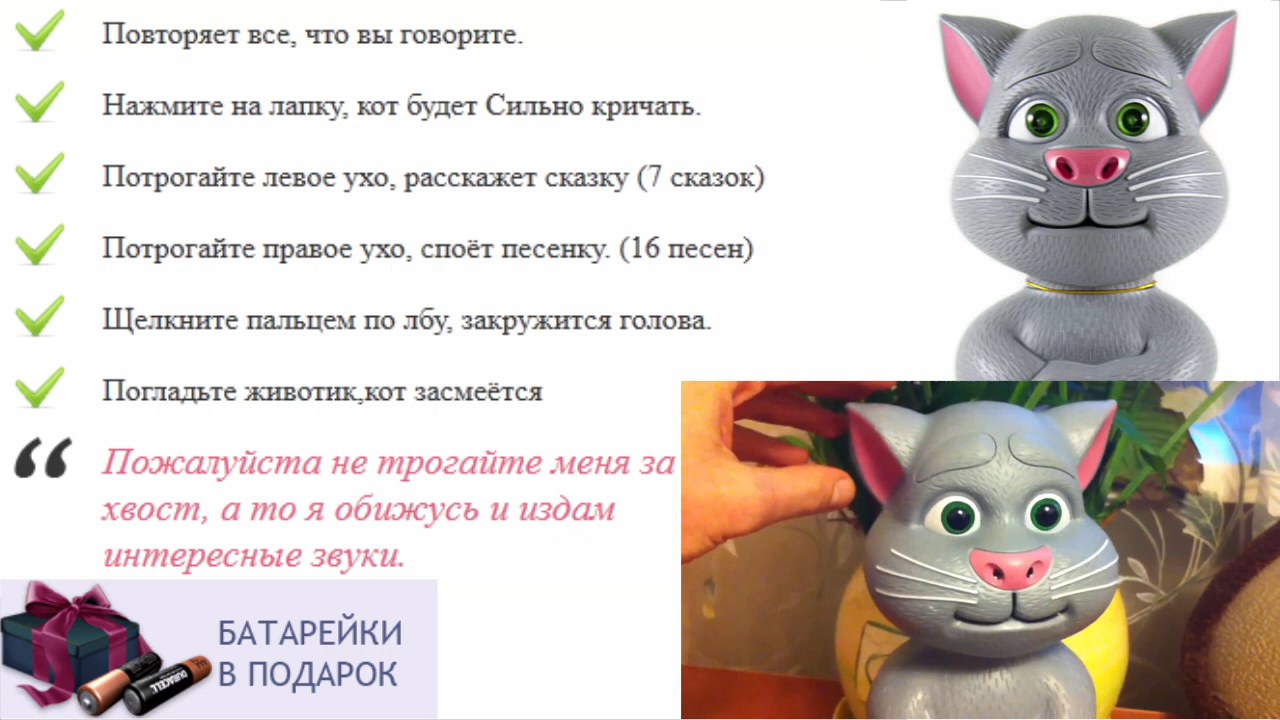 Повторяет все, что вы говорите.
Нажмите на лапку, кот будет Сильно кричать.
Потрогайте левое ухо, расскажет сказку (7 сказок)
Потрогайте правое ухо, споёт песенку. (16 песен)
Щелкните пальцем по лбу, закружится голова.
Погладьте животик,кот засмеётся
“ Пожалуйста не трогайте меня за
хвост, а то я обижусь и издам
интересные звуки.
БАТАРЕЙКИ
В ПОДАРОК
DURACELL
AAA